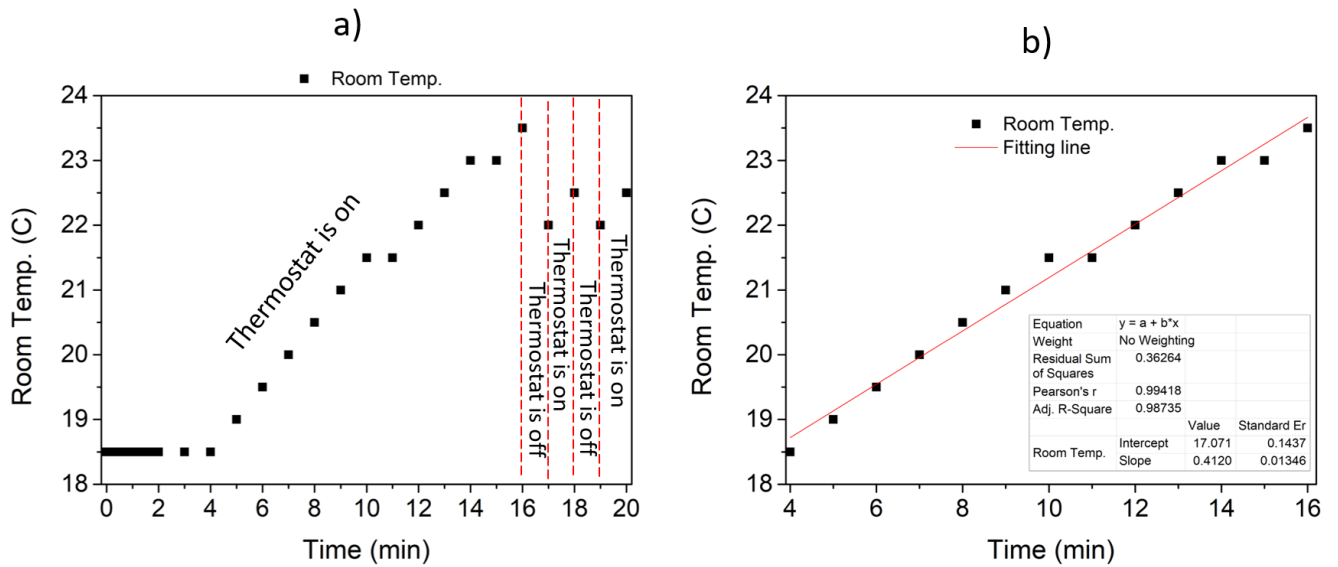 a)
Room Temp.
24
23
22
21
20
19
18
Room Temp. (C)
Thermostat is on
Thermostat is off
Thermostat is on
Thermostat is off
Thermostat is on
0 2 4 6 8 10 12 14 16 18 20
Time (min)
b)
Room Temp.
Fitting line
24
23
22
21
20
19
18
Room Temp. (C)
Equation y = a + b*x
Weight No Weighting
Residual Sum
of Squares 0.36264
Pearson's r 0.99418
Adj. R-Square 0.98735
Value Standard Er
Room Temp. Intercept 17.071 0.1437
Slope 0.4120 0.01346
4 6 8 10 12 14 16
Time (min)